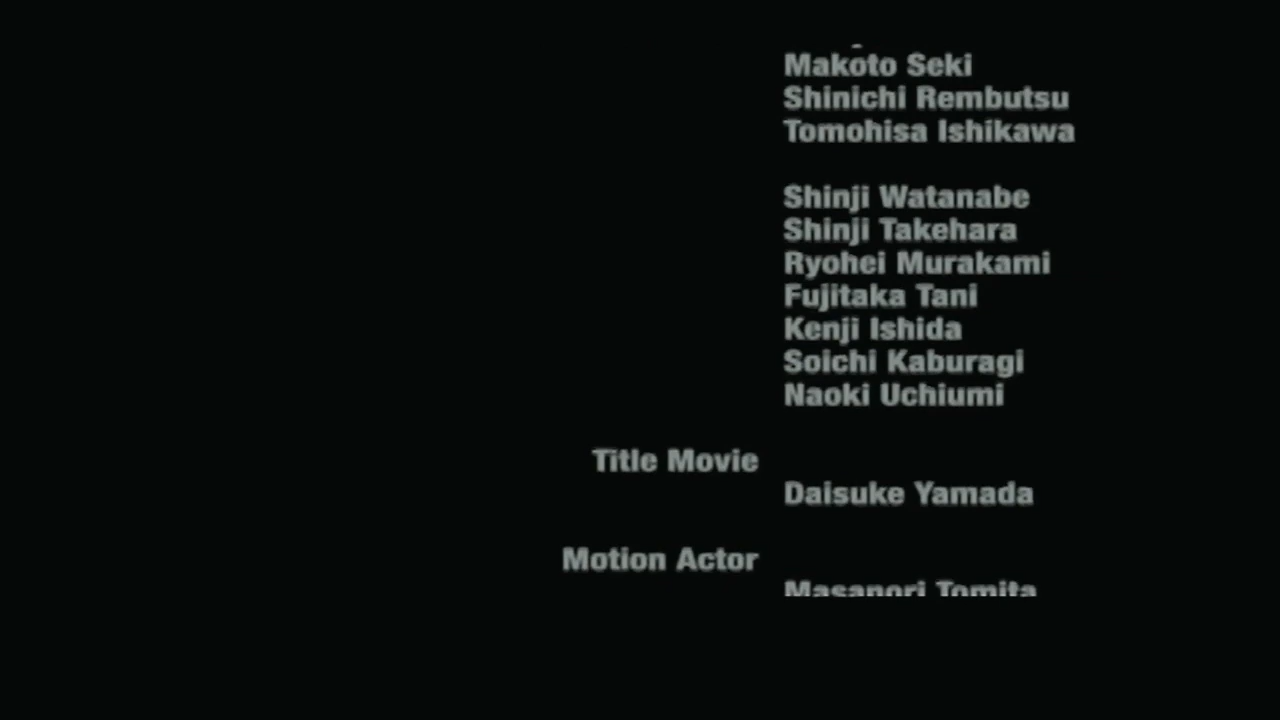 Makoto Seki
Shinichi Rembutsu
Tomohisa Ishikawa
Shinji Watanabe
Shinji Takehara
Ryohei Murakami
Fujitaka Tani
Kenji Ishida
Soichi Kaburagi
Naoki Uchiumi
Title Movie
Daisuke Yamada
Motion Actor
Masanori Tomita